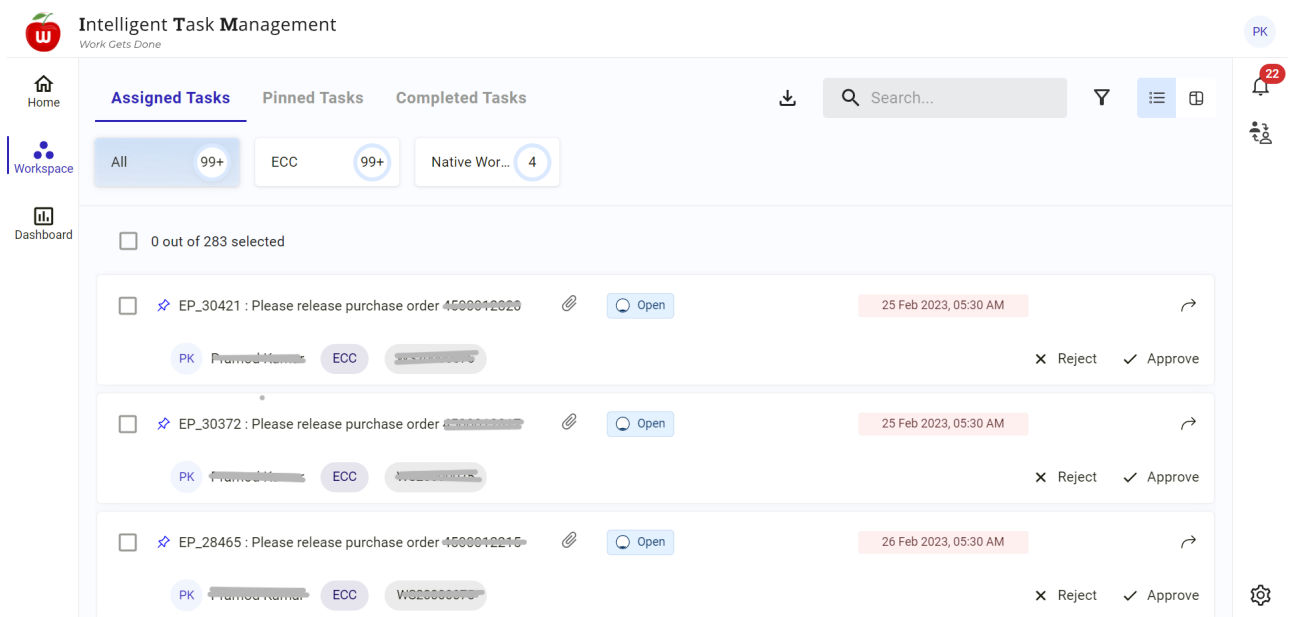 w
Intelligent Task Management
Work Gets Done
PK
Home
Workspace
Dashboard
Assigned Tasks Pinned Tasks Completed Tasks
Search...
22
All 99+ ECC 99+ Native Wor... 4
0 out of 283 selected
EP_30421 : Please release purchase order
Open
25 Feb 2023, 05:30 AM
PK
ECC
Reject Approve
EP_30372 : Please release purchase order
Open
25 Feb 2023, 05:30 AM
PK
ECC
Reject Approve
EP_28465 : Please release purchase order
Open
26 Feb 2023, 05:30 AM
PK
ECC
Reject Approve